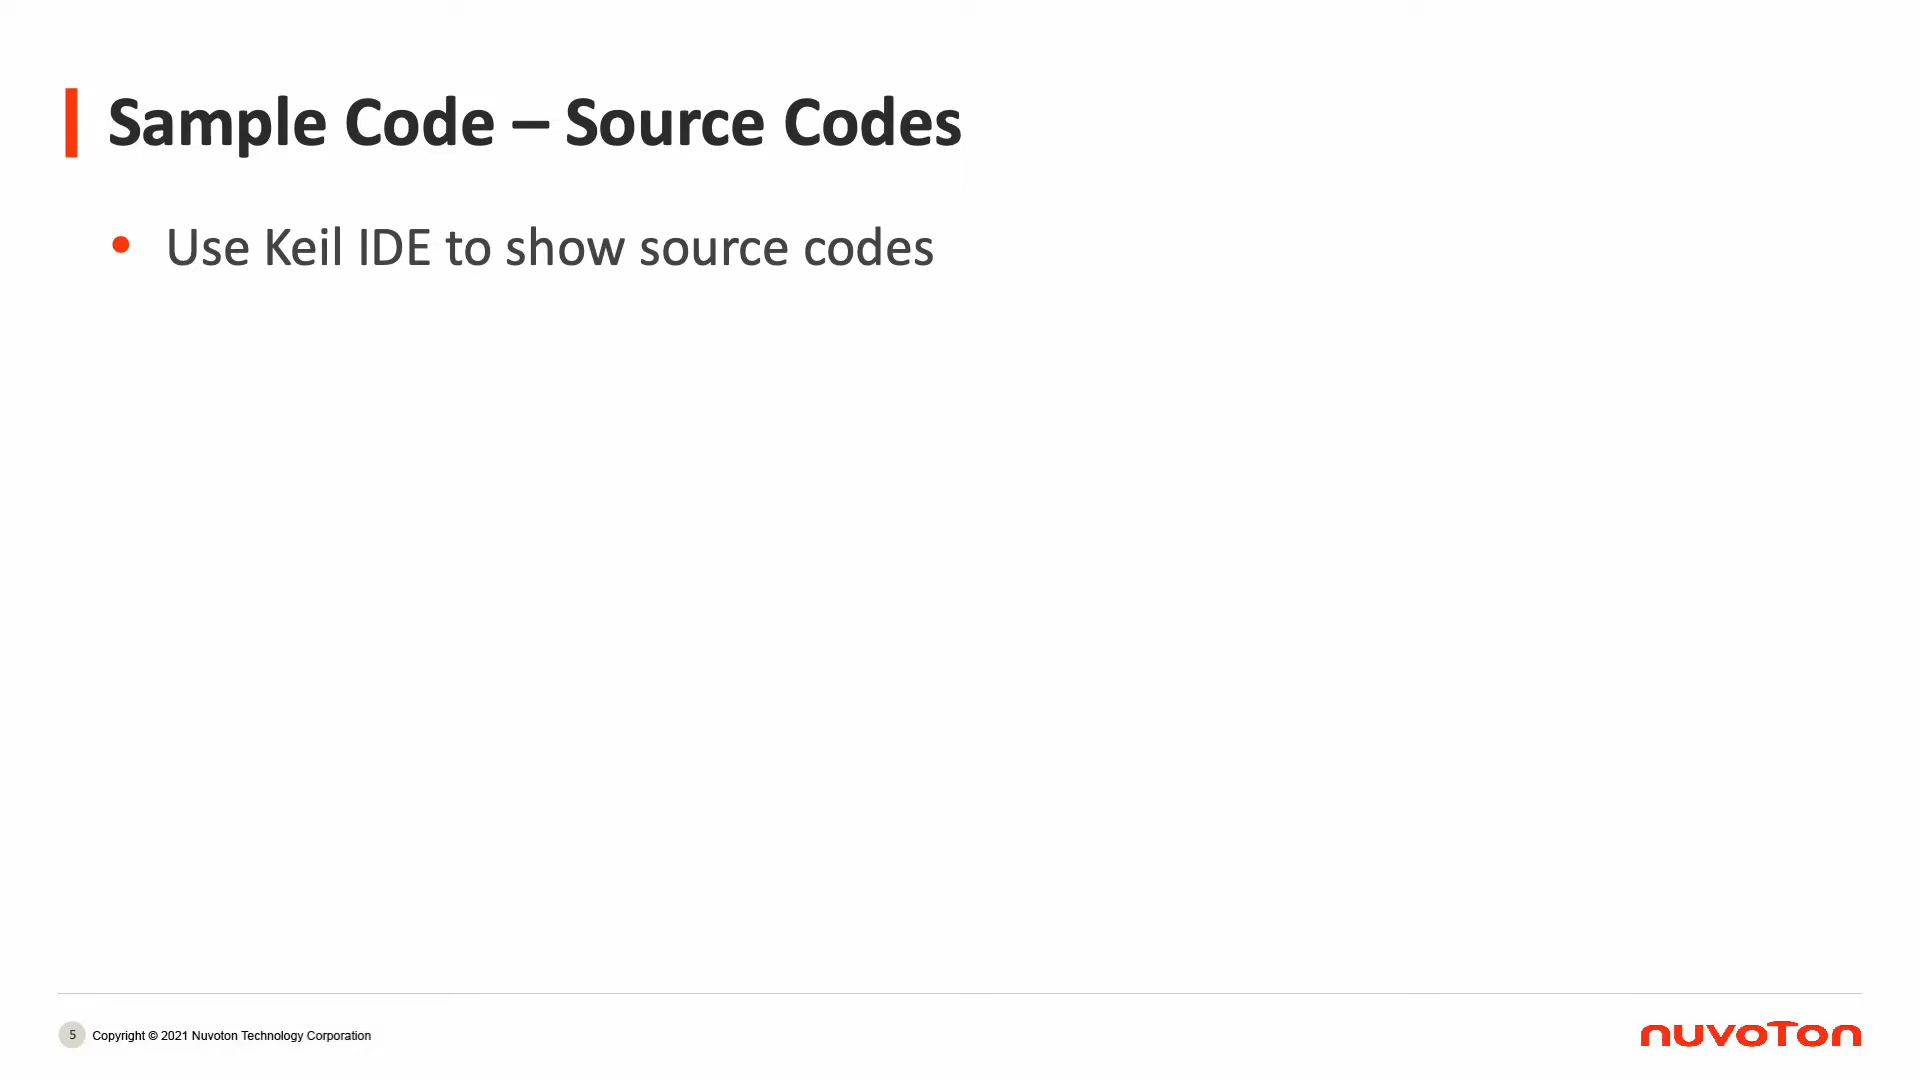 Sample Code – Source Codes
• Use Keil IDE to show source codes
5 Copyright © 2021 Nuvoton Technology Corporation
nuvoTon